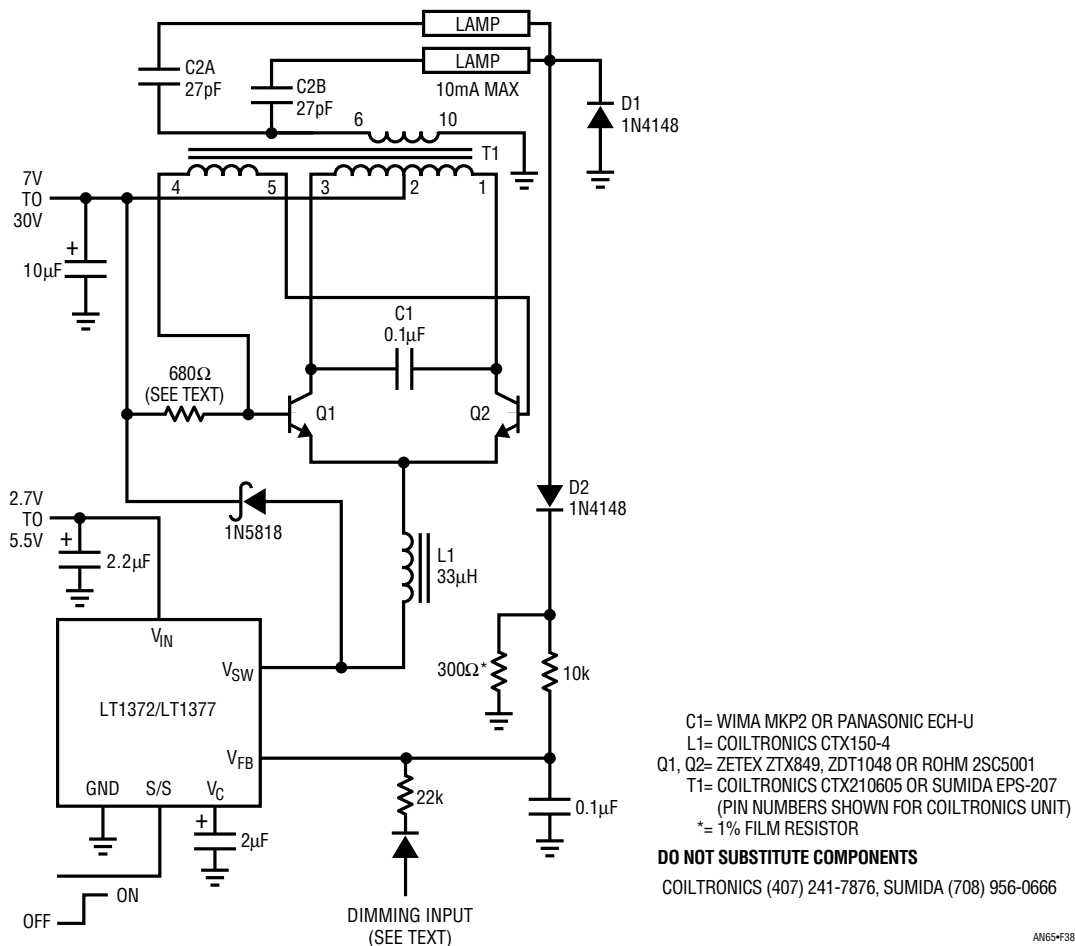 LAMP
C2A
27pF
LAMP
C2B
27pF
10mA MAX
D1
1N4148
6
10
T1
7V
TO
30V
4
5
3
2
1
+
10µF
C1
0.1µF
680Ω
(SEE TEXT)
Q1
Q2
2.7V
TO
5.5V
1N5818
D2
1N4148
+
2.2µF
L1
33µH
VIN
VSW
300Ω*
10k
LT1372/LT1377
VFB
GND
S/S
VC
22k
0.1µF
+
2µF
ON
OFF
DIMMING INPUT
(SEE TEXT)
C1= WIMA MKP2 OR PANASONIC ECH-U
L1= COILTRONICS CTX150-4
Q1, Q2= ZETEX ZTX849, ZDT1048 OR ROHM 2SC5001
T1= COILTRONICS CTX210605 OR SUMIDA EPS-207
(PIN NUMBERS SHOWN FOR COILTRONICS UNIT)
*= 1% FILM RESISTOR
DO NOT SUBSTITUTE COMPONENTS
COILTRONICS (407) 241-7876, SUMIDA (708) 956-0666
AN65•F38